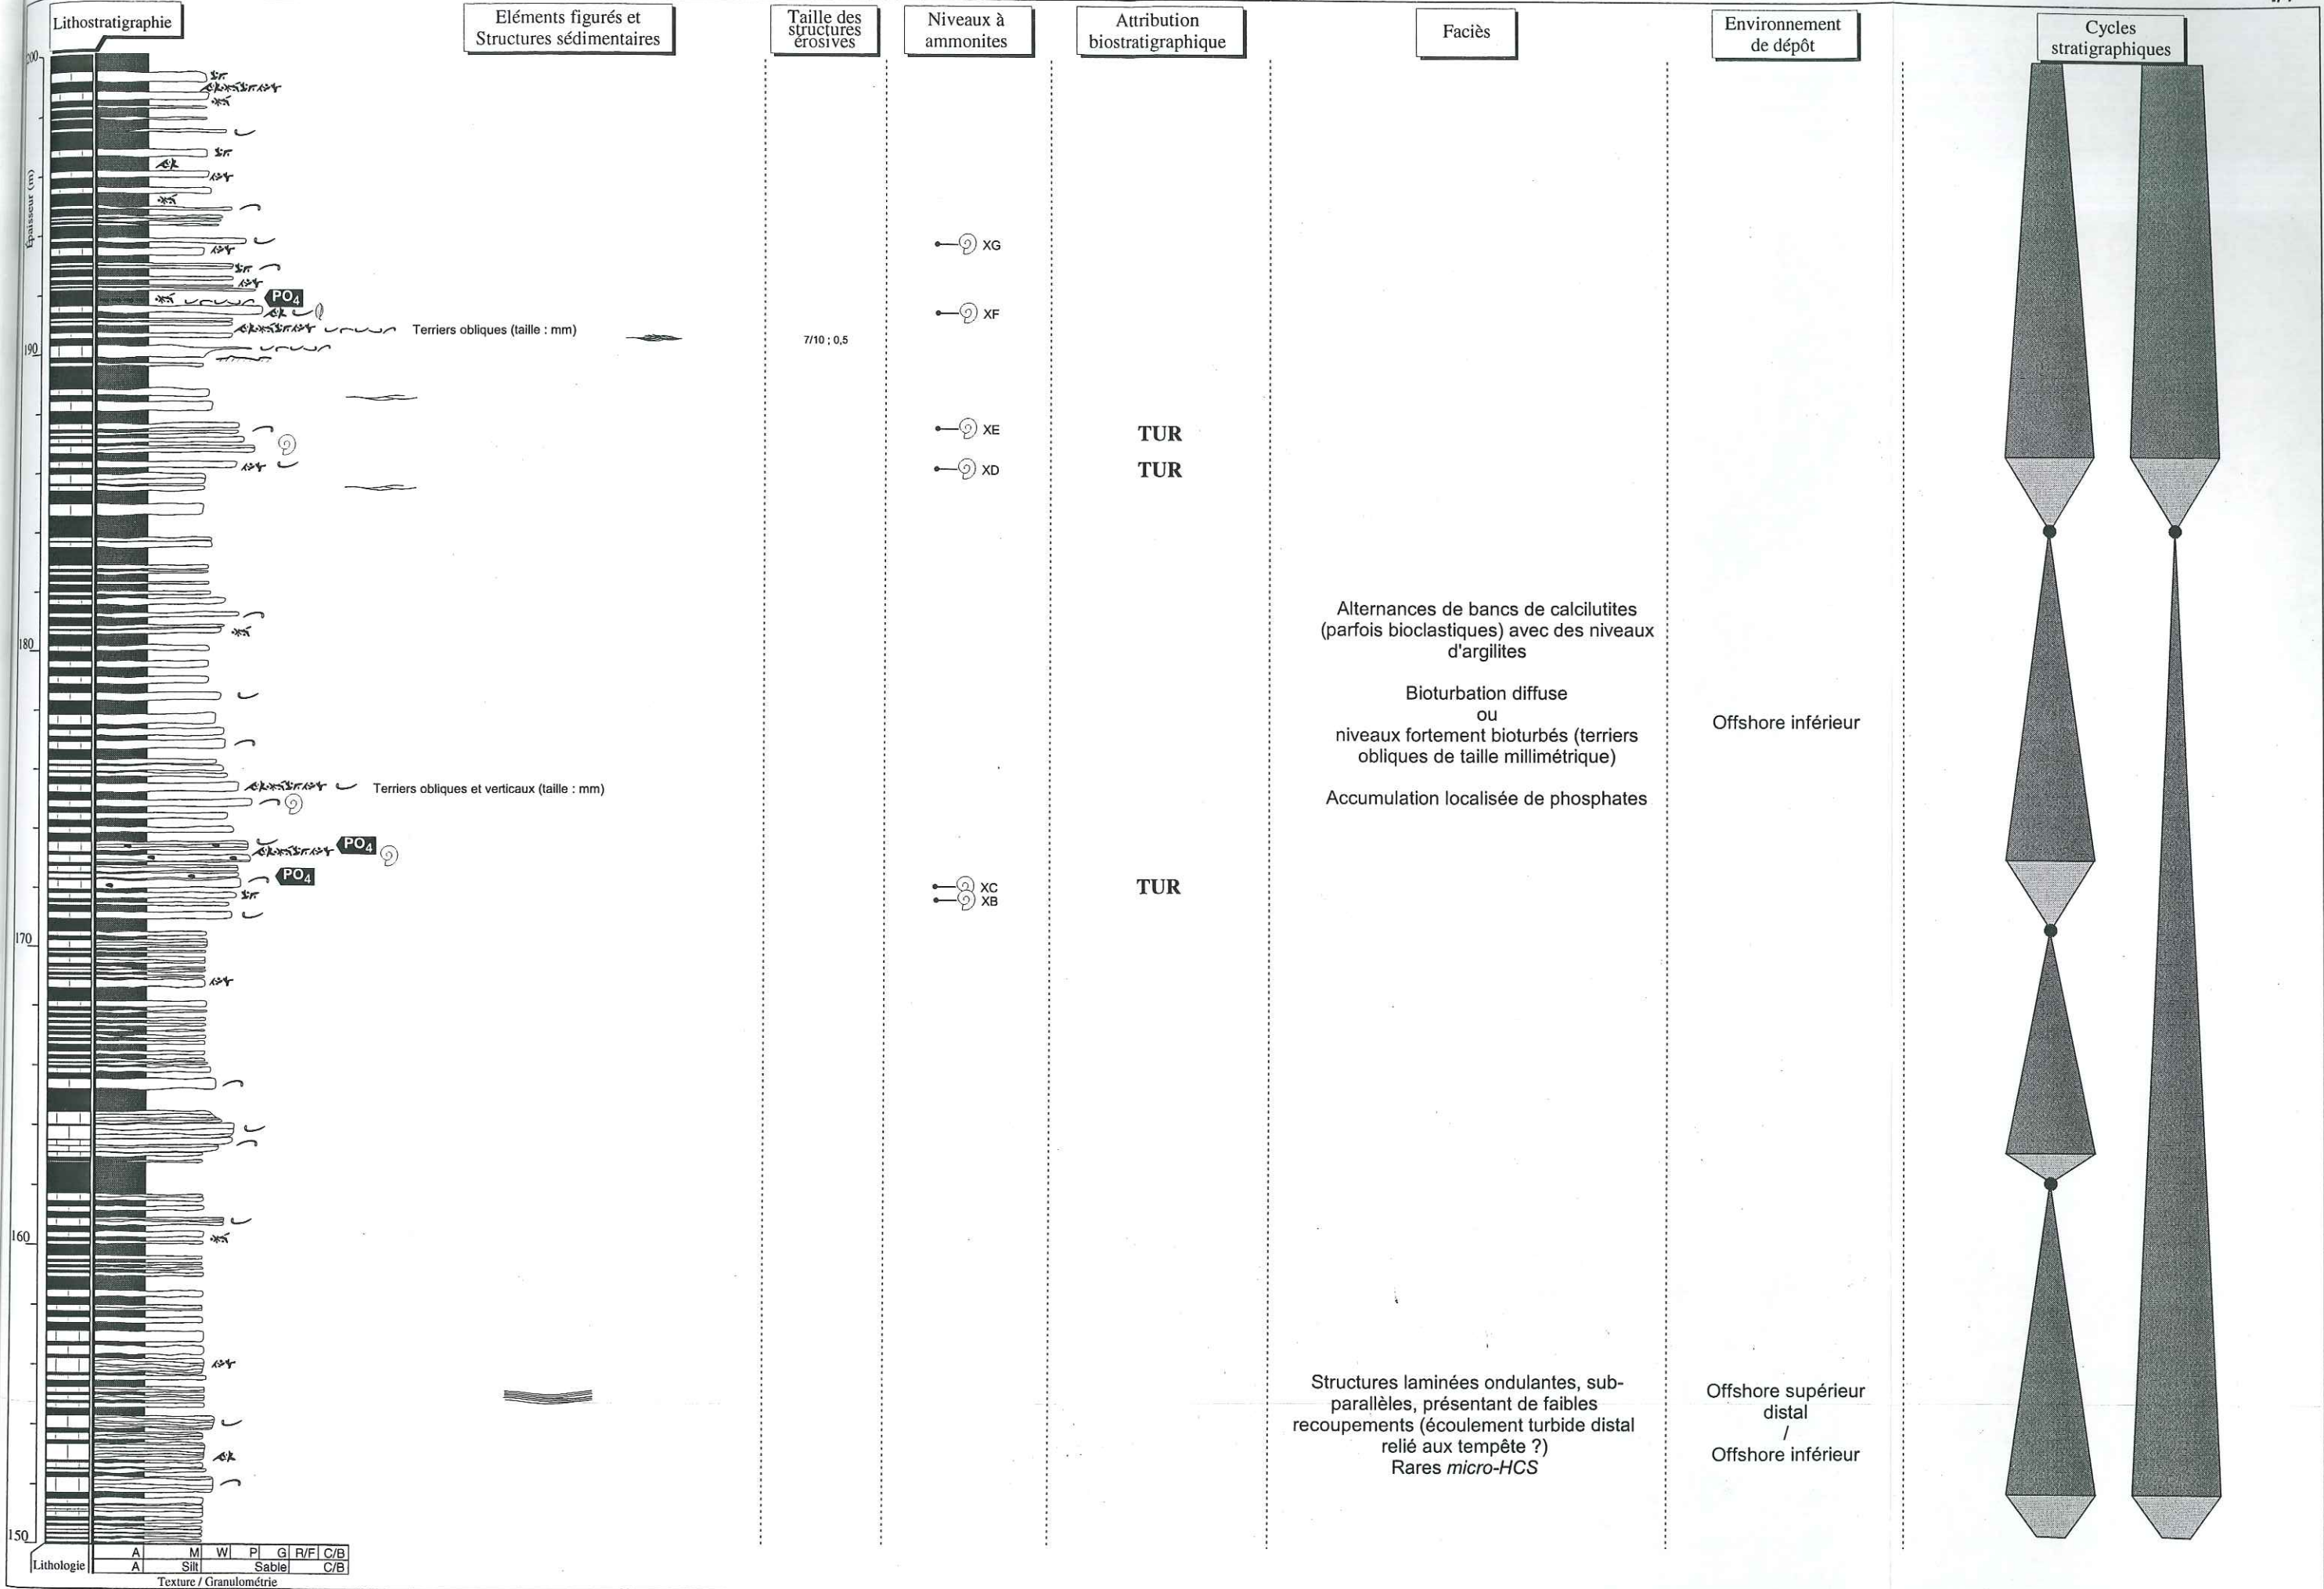 Lithostratigraphie
Eléments figurés et
Structures sédimentaires
Taille des
structures
érosives
Niveaux à
ammonites
Attribution
biostratigraphique
Faciès
Environnement
de dépôt
Cycles
stratigraphiques
200
Épaisseur (m)
XG
PO4
XF
Terriers obliques (taille : mm)
7/10 ; 0,5
190
XE
TUR
XD
TUR
Alternances de bancs de calcilutites
(parfois bioclastiques) avec des niveaux
d'argilites
180
Bioturbation diffuse
ou
niveaux fortement bioturbés (terriers
obliques de taille millimétrique)
Offshore inférieur
Terriers obliques et verticaux (taille : mm)
Accumulation localisée de phosphates
PO4
PO4
XC
TUR
XB
170
160
Structures laminées ondulantes, sub-
parallèles, présentant de faibles
recoupements (écoulement turbide distal
relié aux tempête ?)
Rares micro-HCS
Offshore supérieur
distal
/
Offshore inférieur
150
A M W P G R/F C/B
Lithologie A Silt Sable C/B
Texture / Granulométrie